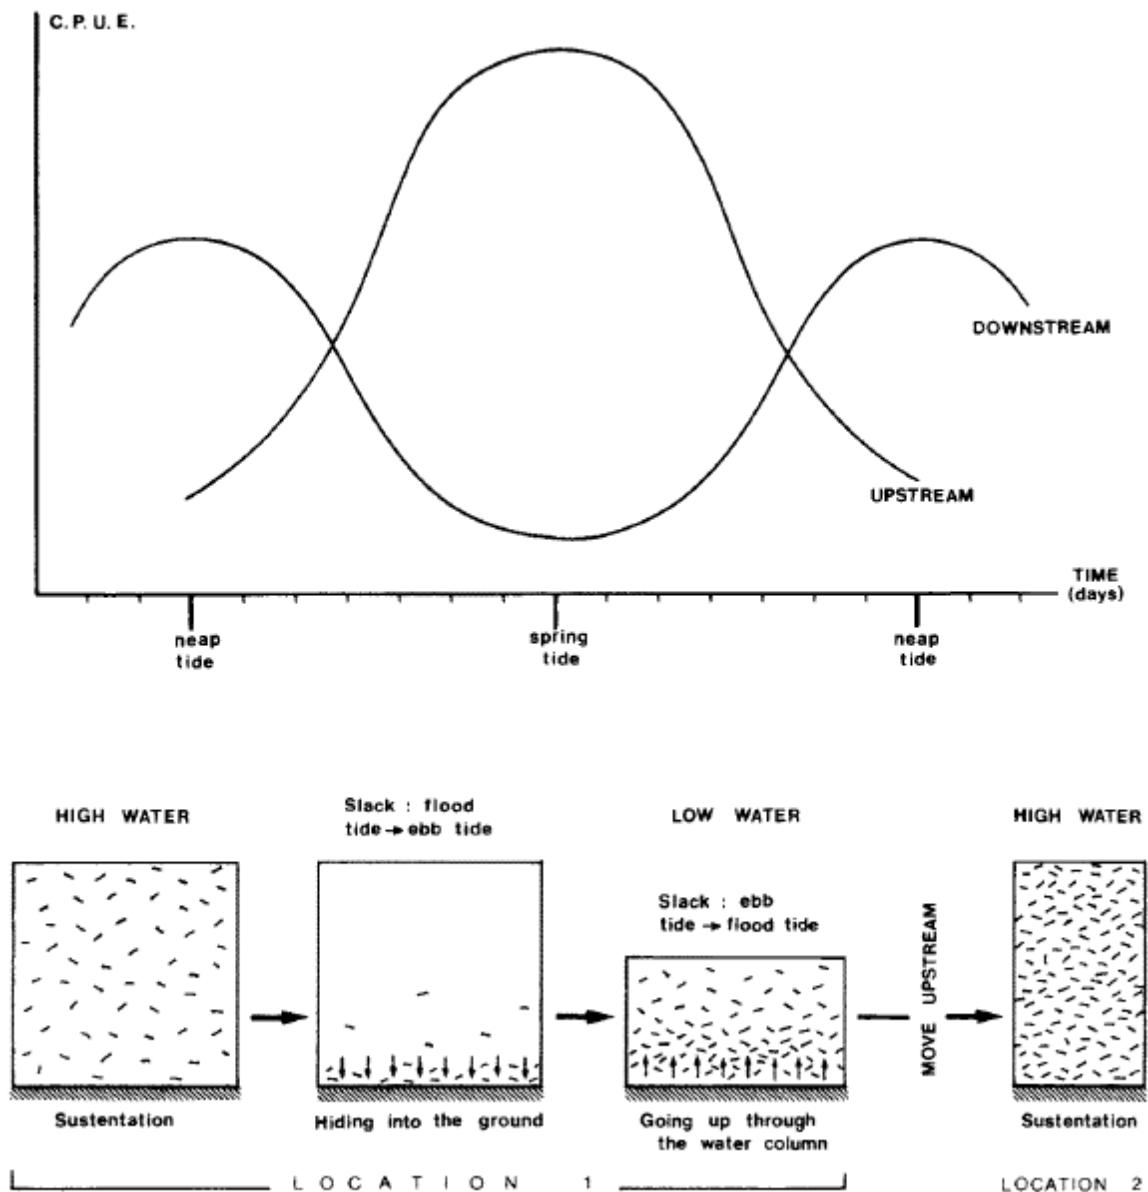 C.P.U.E.
DOWNSTREAM
UPSTREAM
TIME
(days)
neap
tide
spring
tide
neap
tide
HIGH WATER
Slack : flood
tide → ebb tide
LOW WATER
HIGH WATER
Slack : ebb
tide → flood tide
MOVE UPSTREAM
Sustentation
Hiding into the ground
Going up through
the water column
Sustentation
LOCATION 1
LOCATION 2